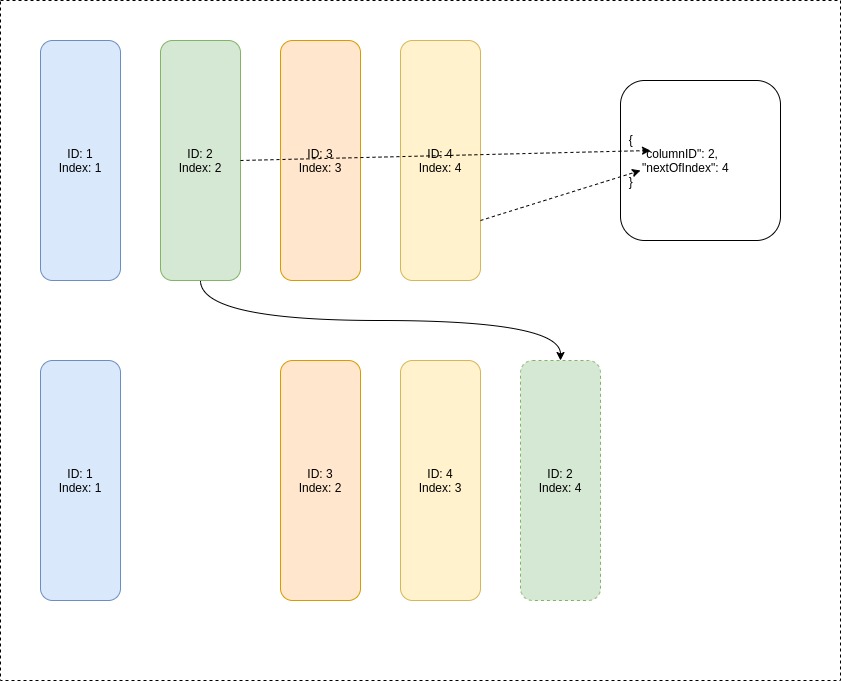 ID: 1
Index: 1
ID: 2
Index: 2
ID: 3
Index: 3
ID: 4
Index: 4
{
"columnID": 2,
"nextOfIndex": 4
}
ID: 1
Index: 1
ID: 3
Index: 2
ID: 4
Index: 3
ID: 2
Index: 4